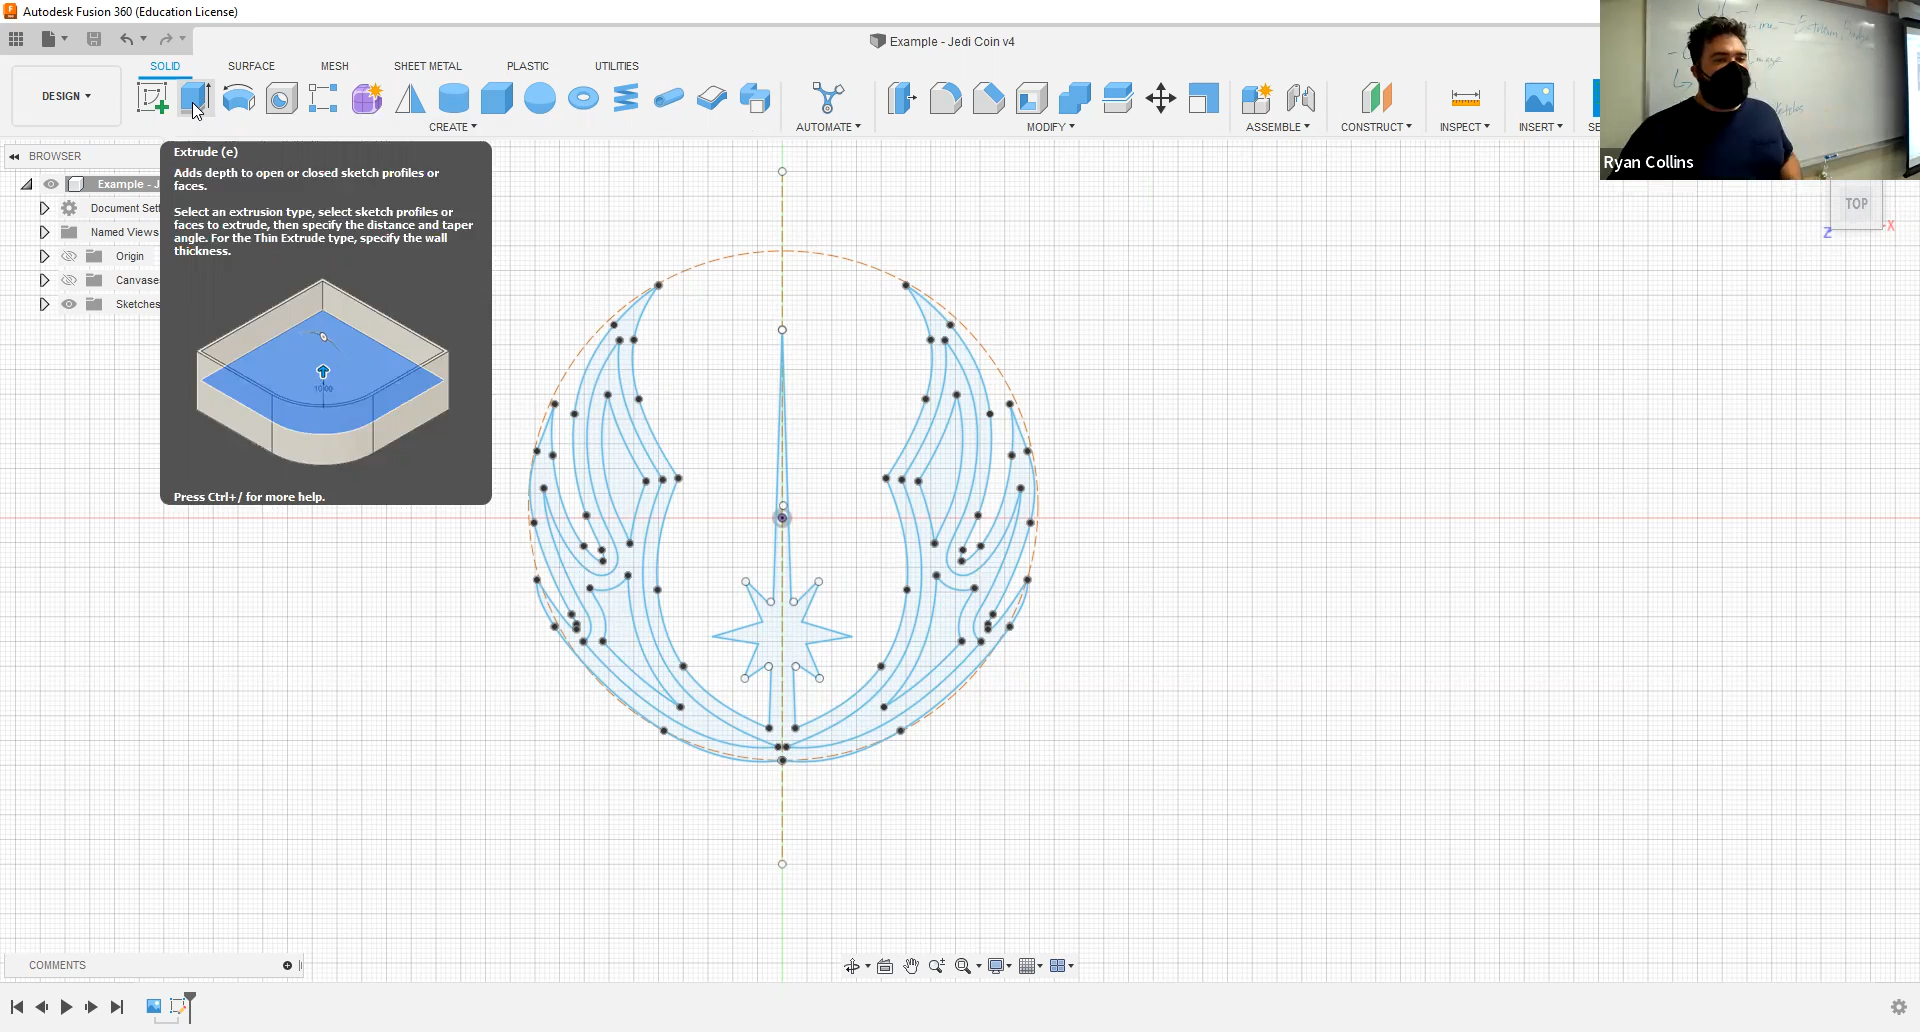 Autodesk Fusion 360 (Education License)
Example - Jedi Coin v4
SOLID SURFACE MESH SHEET METAL PLASTIC UTILITIES
DESIGN
CREATE AUTOMATE MODIFY ASSEMBLE CONSTRUCT INSPECT INSERT SE
BROWSER
Example - J
Document Sett
Named Views
Origin
Canvase
Sketches
Extrude (e)
Adds depth to open or closed sketch profiles or
faces.
Select an extrusion type, select sketch profiles or
faces to extrude, then specify the distance and taper
angle. For the Thin Extrude type, specify the wall
thickness.
10.00
Press Ctrl+/ for more help.
Ryan Collins
TOP
Z
X
COMMENTS